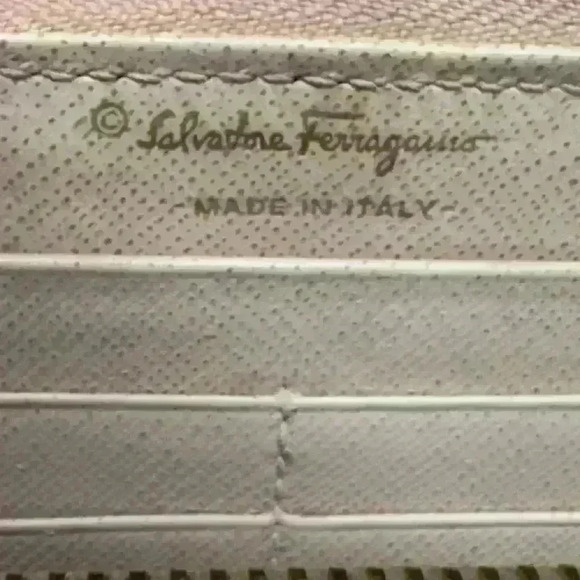 © Salvatore Ferragamo
-MADE IN ITALY-